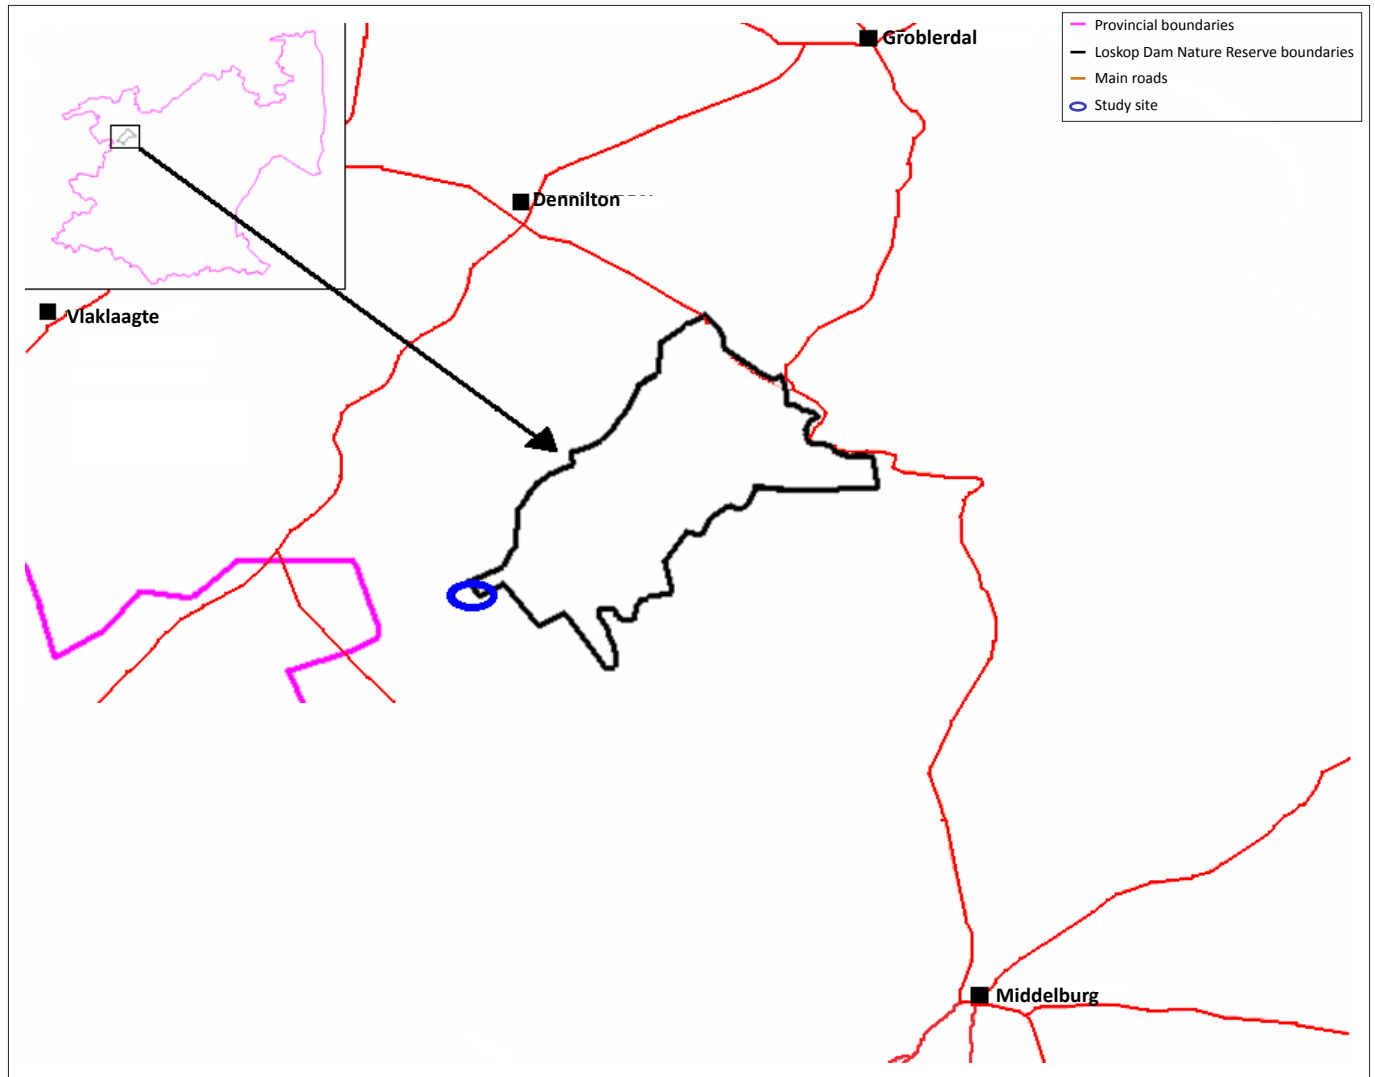 Groblerdal
Provincial boundaries
Loskop Dam Nature Reserve boundaries
Main roads
Study site
Dennilton
Vlaklaagte
Middelburg